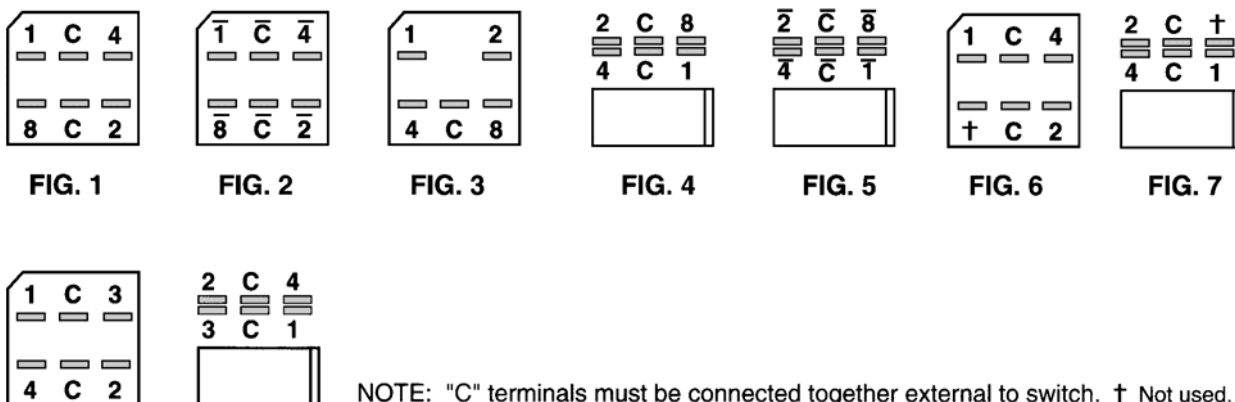 1 C 4
8 C 2
FIG. 1
1̅ C̅ 4̅
8̅ C̅ 2̅
FIG. 2
1 2
4 C 8
FIG. 3
2 C 8
4 C 1
FIG. 4
2̅ C̅ 8̅
4̅ C̅ 1̅
FIG. 5
1 C 4
† C 2
FIG. 6
2 C †
4 C 1
FIG. 7
1 C 3
4 C 2
2 C 4
3 C 1
NOTE: "C" terminals must be connected together external to switch. † Not used.